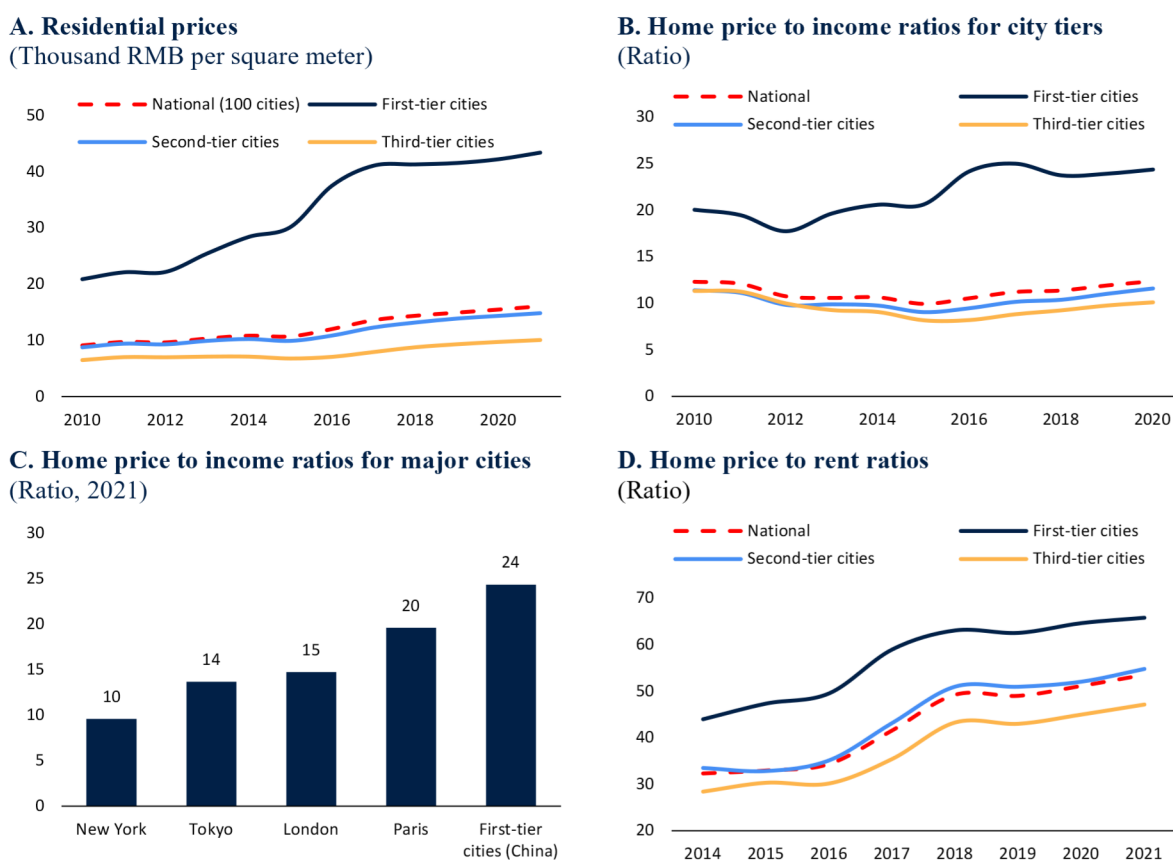 A. Residential prices
(Thousand RMB per square meter)
National (100 cities) First-tier cities
Second-tier cities Third-tier cities
50
40
30
20
10
0
2010 2012 2014 2016 2018 2020
B. Home price to income ratios for city tiers
(Ratio)
National First-tier cities
Second-tier cities Third-tier cities
30
25
20
15
10
5
0
2010 2012 2014 2016 2018 2020
C. Home price to income ratios for major cities
(Ratio, 2021)
30
25
20
15
10
5
0
10 14 15 20 24
New York Tokyo London Paris First-tier
cities (China)
D. Home price to rent ratios
(Ratio)
National First-tier cities
Second-tier cities Third-tier cities
70
60
50
40
30
20
2014 2015 2016 2017 2018 2019 2020 2021